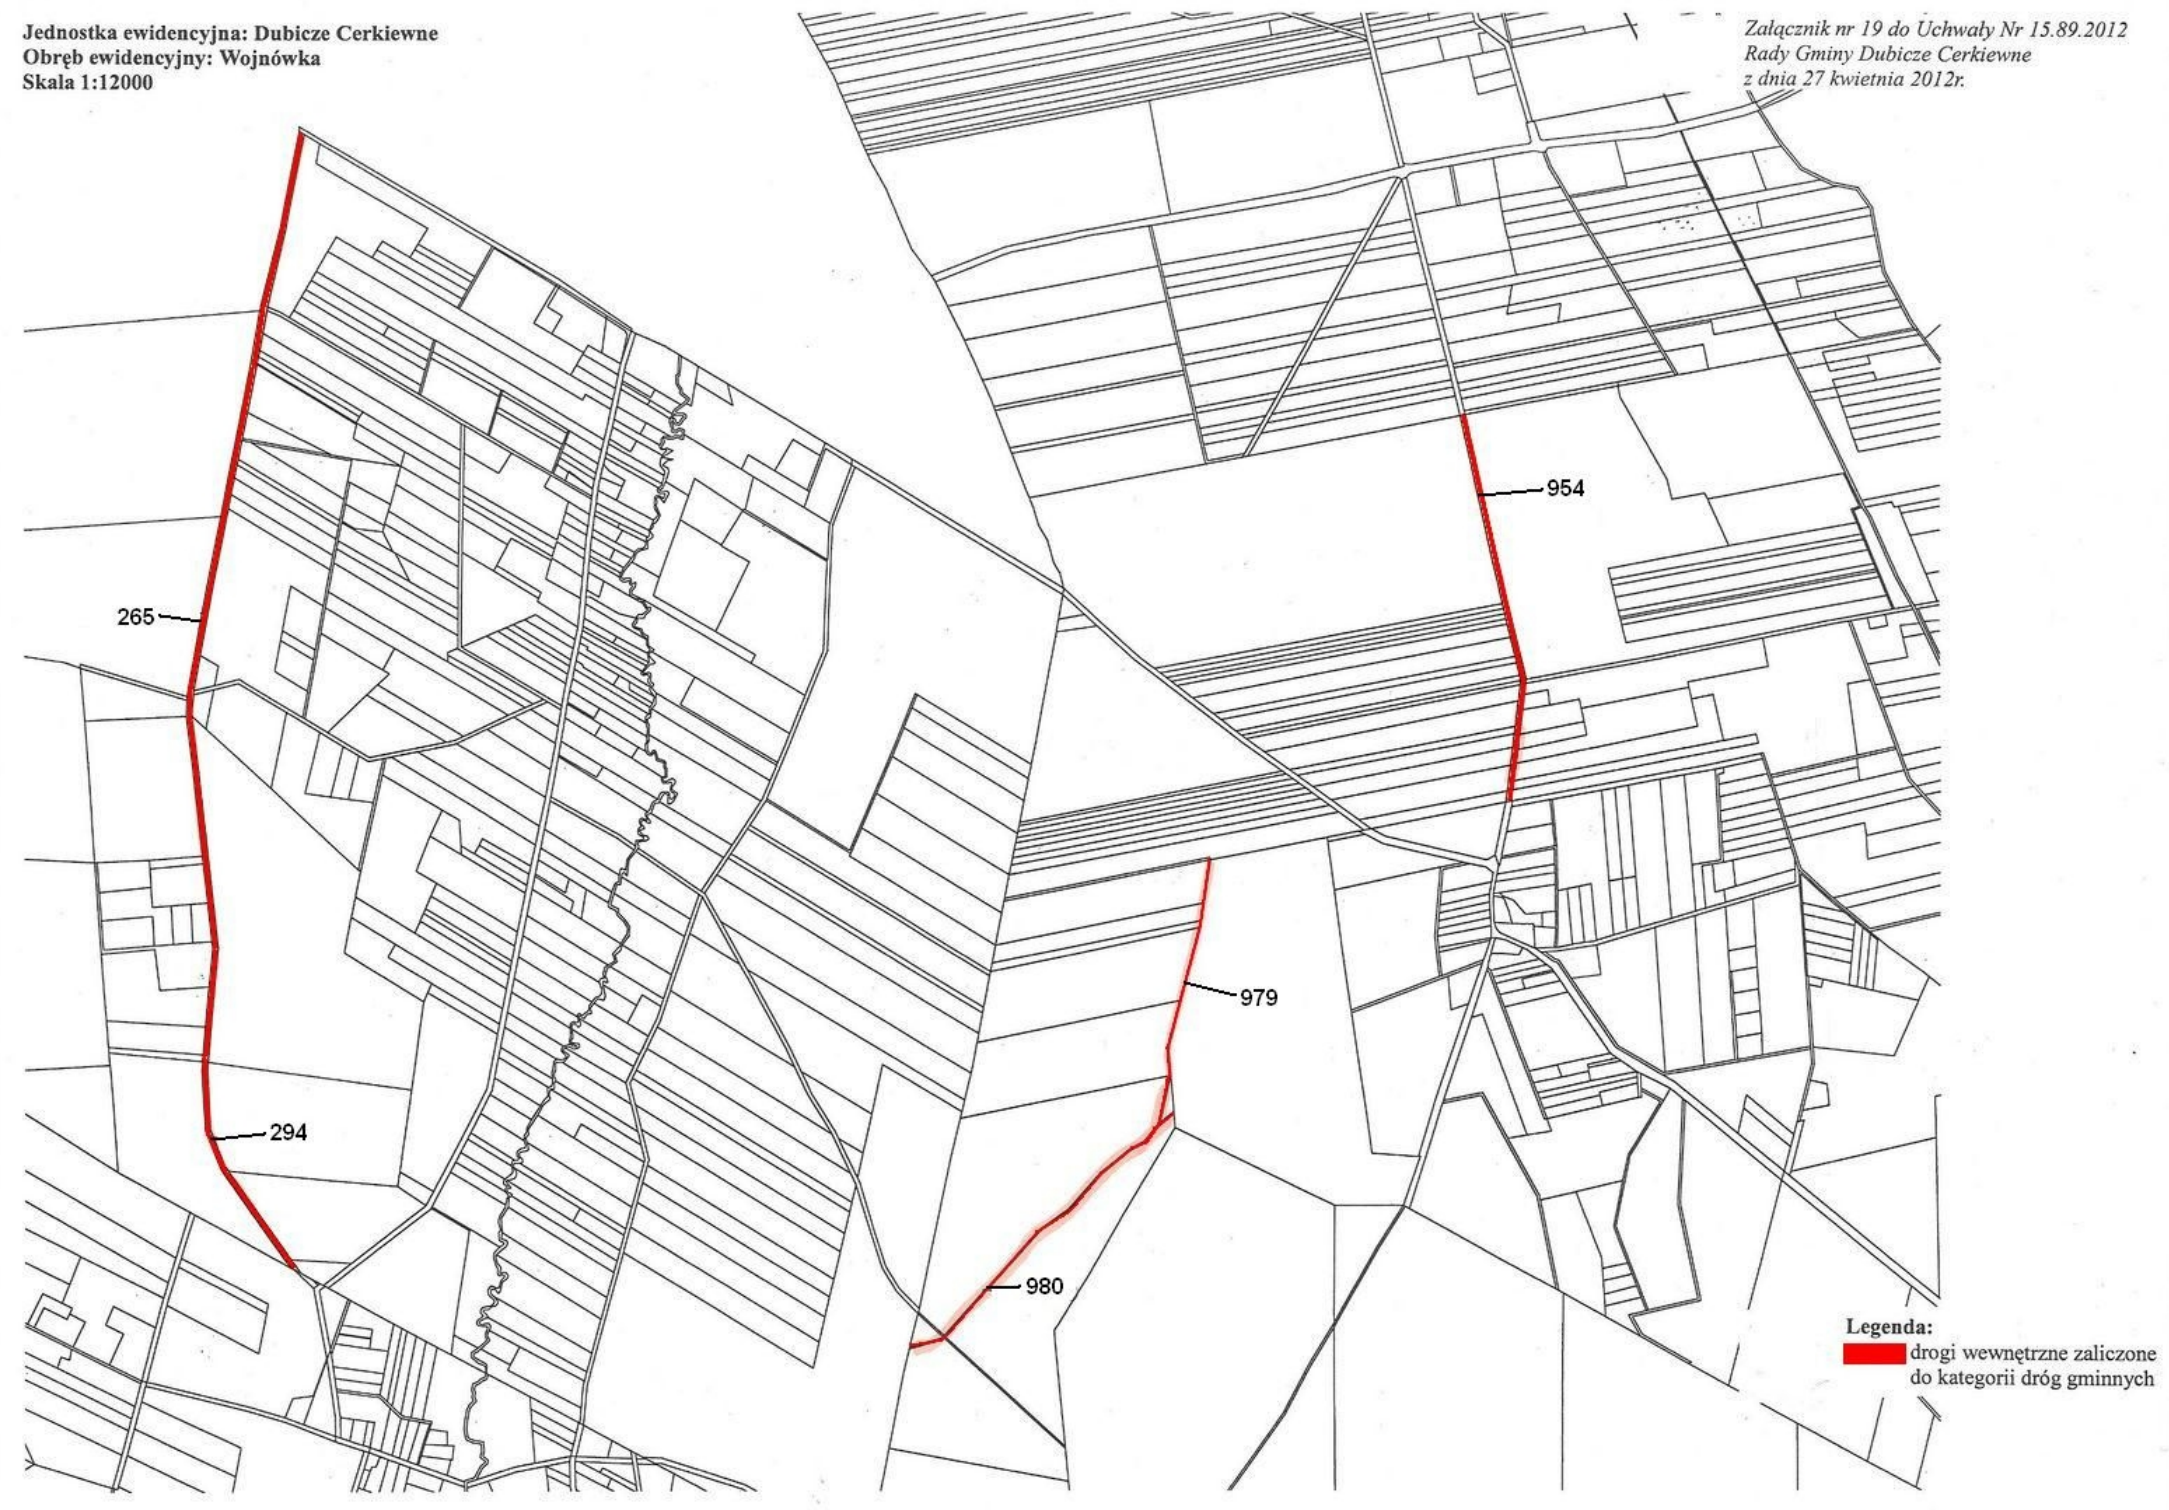 Jednostka ewidencyjna: Dubicze Cerkiewne
Obręb ewidencyjny: Wojnówka
Skala 1:12000
Załącznik nr 19 do Uchwały Nr 15.89.2012
Rady Gminy Dubicze Cerkiewne
z dnia 27 kwietnia 2012r.
954
265
979
294
980
Legenda:
drogi wewnętrzne zaliczone
do kategorii dróg gminnych